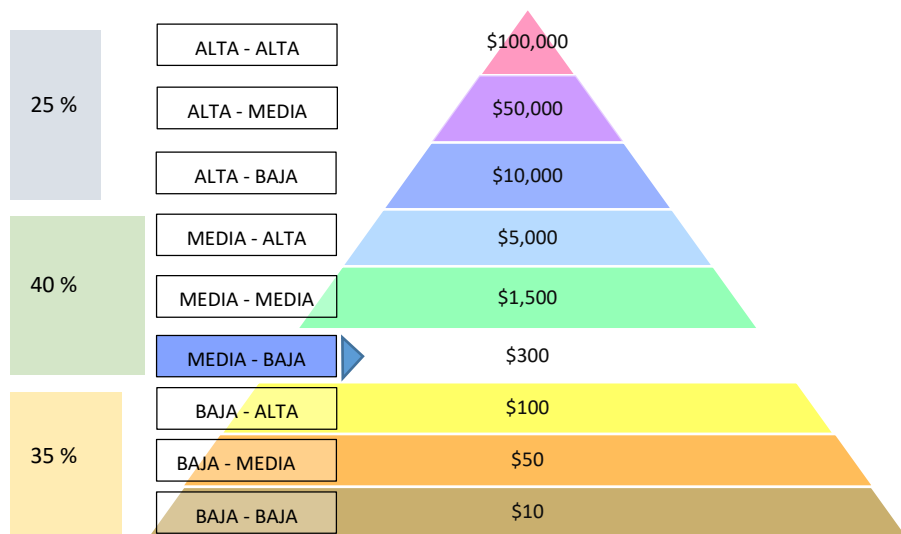 25 %
ALTA - ALTA
$100,000
ALTA - MEDIA
$50,000
ALTA - BAJA
$10,000
40 %
MEDIA - ALTA
$5,000
MEDIA - MEDIA
$1,500
MEDIA - BAJA
$300
35 %
BAJA - ALTA
$100
BAJA - MEDIA
$50
BAJA - BAJA
$10